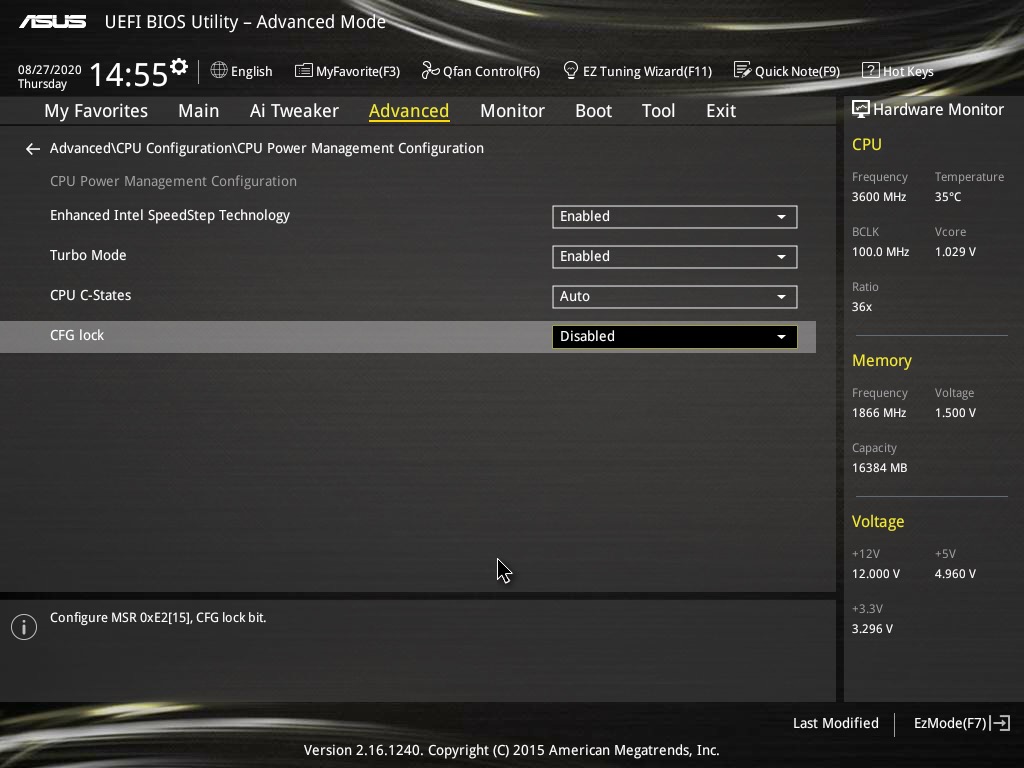 ASUS UEFI BIOS Utility – Advanced Mode
08/27/2020
Thursday
14:55
English
MyFavorite(F3)
Qfan Control(F6)
EZ Tuning Wizard(F11)
Quick Note(F9)
? Hot Keys
My Favorites Main Ai Tweaker Advanced Monitor Boot Tool Exit
Hardware Monitor
Advanced\CPU Configuration\CPU Power Management Configuration
CPU Power Management Configuration
Enhanced Intel SpeedStep Technology Enabled
Turbo Mode Enabled
CPU C-States Auto
CFG lock Disabled
Configure MSR 0xE2[15], CFG lock bit.
CPU
Frequency Temperature
3600 MHz 35°C
BCLK Vcore
100.0 MHz 1.029 V
Ratio
36x
Memory
Frequency Voltage
1866 MHz 1.500 V
Capacity
16384 MB
Voltage
+12V +5V
12.000 V 4.960 V
+3.3V
3.296 V
Last Modified
EzMode(F7)
Version 2.16.1240. Copyright (C) 2015 American Megatrends, Inc.